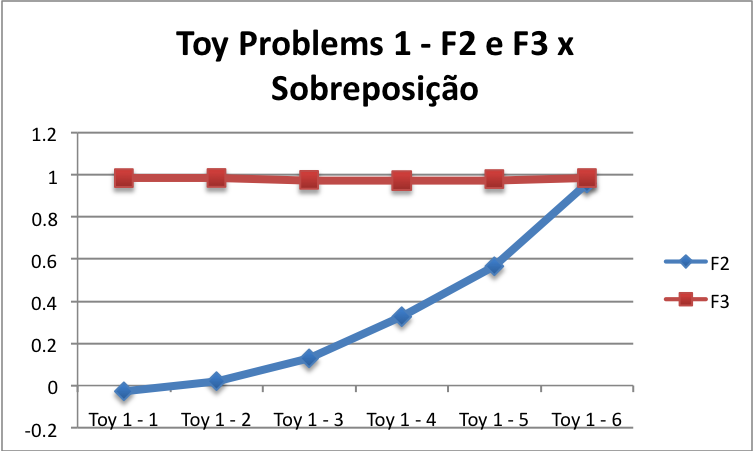 Toy Problems 1 - F2 e F3 x
Sobreposição
1.2
1
0.8
0.6
0.4
0.2
0
-0.2
Toy 1 - 1 Toy 1 - 2 Toy 1 - 3 Toy 1 - 4 Toy 1 - 5 Toy 1 - 6
F2
F3